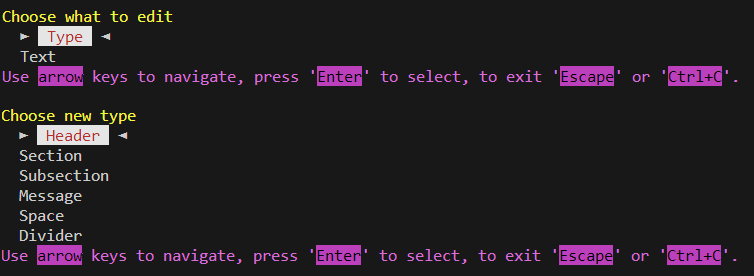 Choose what to edit
► Type ◄
Text
Use arrow keys to navigate, press 'Enter' to select, to exit 'Escape' or 'Ctrl+C'.
Choose new type
► Header ◄
Section
Subsection
Message
Space
Divider
Use arrow keys to navigate, press 'Enter' to select, to exit 'Escape' or 'Ctrl+C'.